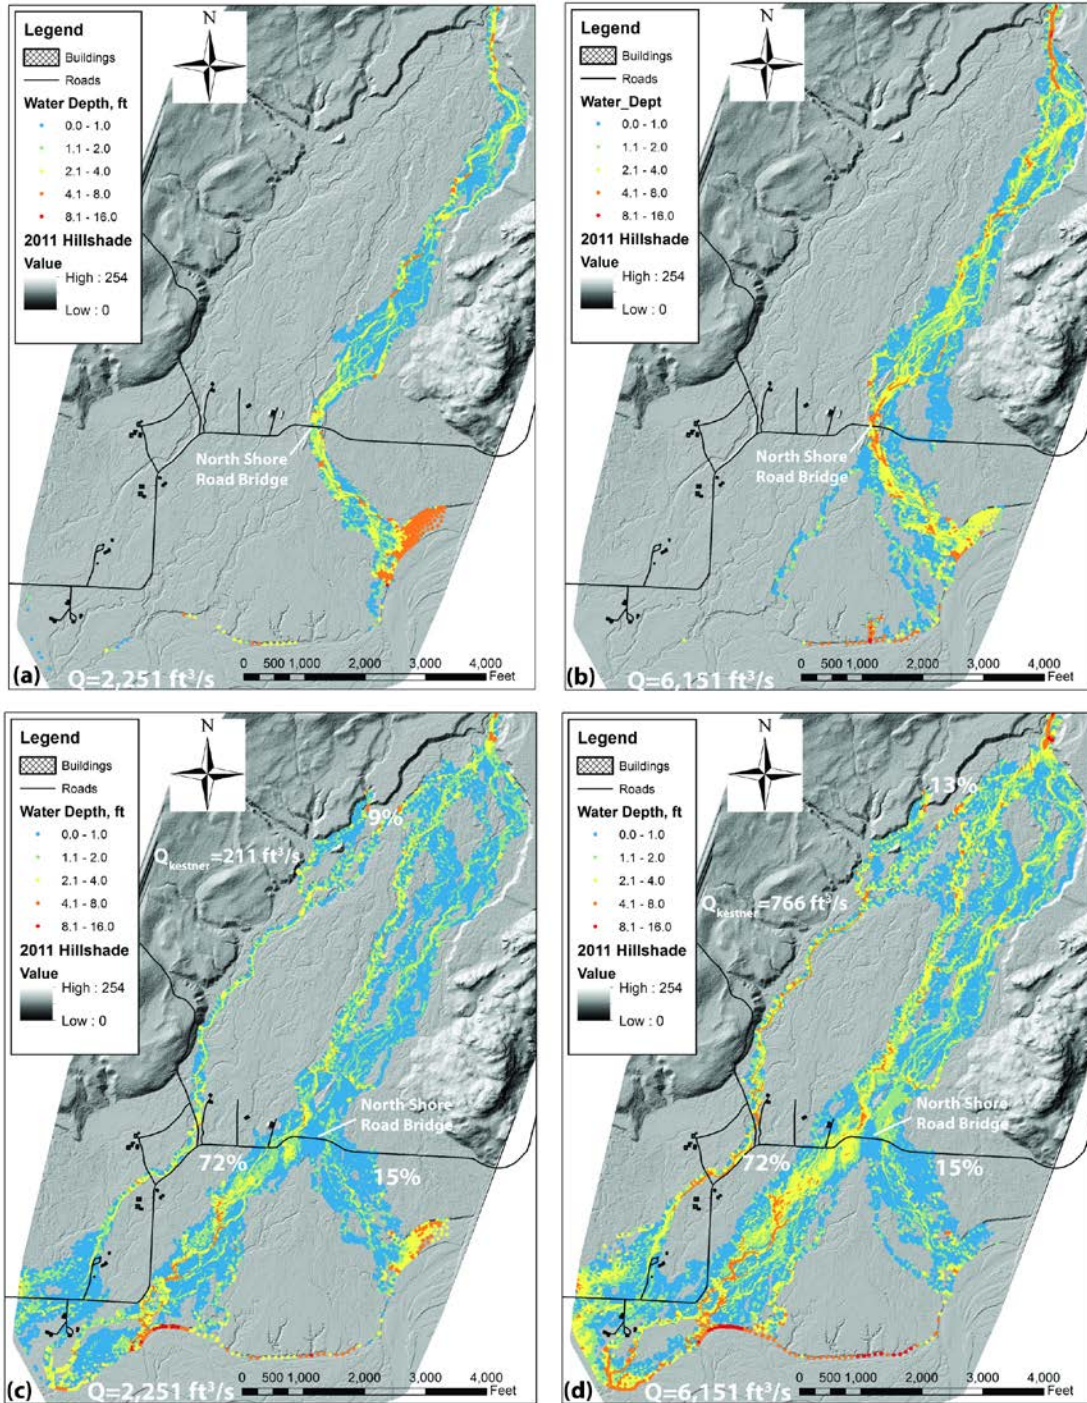 Legend
Buildings
Roads
Water Depth, ft
0.0 - 1.0
1.1 - 2.0
2.1 - 4.0
4.1 - 8.0
8.1 - 16.0
2011 Hillshade
Value
High : 254
Low : 0
N
North Shore
Road Bridge
(a)
Q=2,251 ft³/s
0 500 1,000 2,000 3,000 4,000
Feet
Legend
Buildings
Roads
Water_Dept
0.0 - 1.0
1.1 - 2.0
2.1 - 4.0
4.1 - 8.0
8.1 - 16.0
2011 Hillshade
Value
High : 254
Low : 0
N
North Shore
Road Bridge
(b)
Q=6,151 ft³/s
0 500 1,000 2,000 3,000 4,000
Feet
Legend
Buildings
Roads
Water Depth, ft
0.0 - 1.0
1.1 - 2.0
2.1 - 4.0
4.1 - 8.0
8.1 - 16.0
2011 Hillshade
Value
High : 254
Low : 0
N
9%
Qkestner=211 ft³/s
North Shore
Road Bridge
72%
15%
(c)
Q=2,251 ft³/s
0 500 1,000 2,000 3,000 4,000
Feet
Legend
Buildings
Roads
Water Depth, ft
0.0 - 1.0
1.1 - 2.0
2.1 - 4.0
4.1 - 8.0
8.1 - 16.0
2011 Hillshade
Value
High : 254
Low : 0
N
13%
Qkestner=766 ft³/s
North Shore
Road Bridge
72%
15%
(d)
Q=6,151 ft³/s
0 500 1,000 2,000 3,000 4,000
Feet